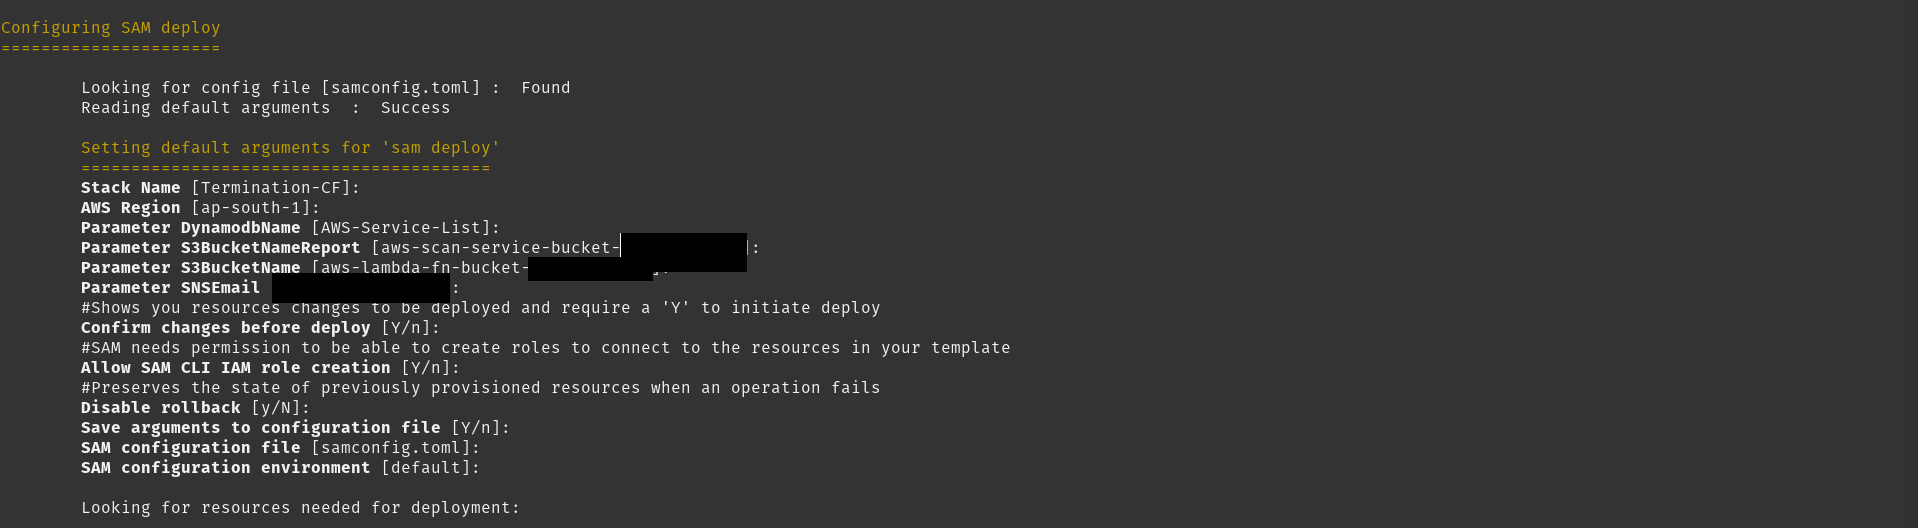 Configuring SAM deploy
======================
Looking for config file [samconfig.toml] :  Found
Reading default arguments  :  Success
Setting default arguments for 'sam deploy'
=========================================
Stack Name [Termination-CF]:
AWS Region [ap-south-1]:
Parameter DynamodbName [AWS-Service-List]:
Parameter S3BucketNameReport [aws-scan-service-bucket-]:
Parameter S3BucketName [aws-lambda-fn-bucket-]:
Parameter SNSEmail :
#Shows you resources changes to be deployed and require a 'Y' to initiate deploy
Confirm changes before deploy [Y/n]:
#SAM needs permission to be able to create roles to connect to the resources in your template
Allow SAM CLI IAM role creation [Y/n]:
#Preserves the state of previously provisioned resources when an operation fails
Disable rollback [y/N]:
Save arguments to configuration file [Y/n]:
SAM configuration file [samconfig.toml]:
SAM configuration environment [default]:
Looking for resources needed for deployment: